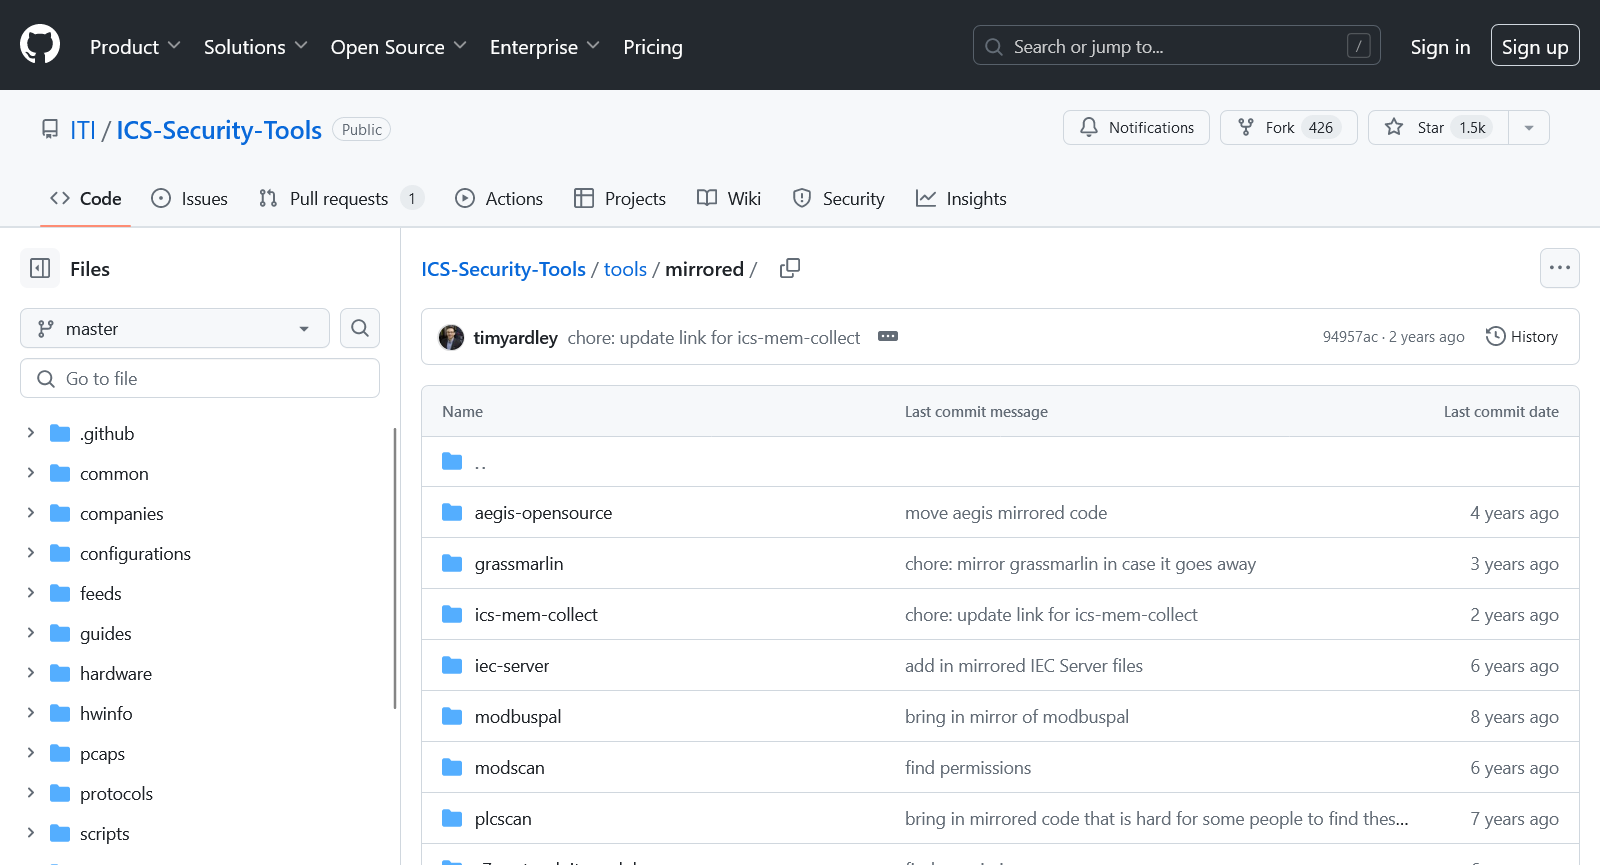 Product Solutions Open Source Enterprise Pricing Search or jump to... / Sign in Sign up
ITI / ICS-Security-Tools Public Notifications Fork 426 Star 1.5k
Code Issues Pull requests 1 Actions Projects Wiki Security Insights
Files
master
Go to file
.github
common
companies
configurations
feeds
guides
hardware
hwinfo
pcaps
protocols
scripts
ICS-Security-Tools / tools / mirrored /
timyardley chore: update link for ics-mem-collect 94957ac · 2 years ago History
Name Last commit message Last commit date
..
aegis-opensource move aegis mirrored code 4 years ago
grassmarlin chore: mirror grassmarlin in case it goes away 3 years ago
ics-mem-collect chore: update link for ics-mem-collect 2 years ago
iec-server add in mirrored IEC Server files 6 years ago
modbuspal bring in mirror of modbuspal 8 years ago
modscan find permissions 6 years ago
plcscan bring in mirrored code that is hard for some people to find thes... 7 years ago